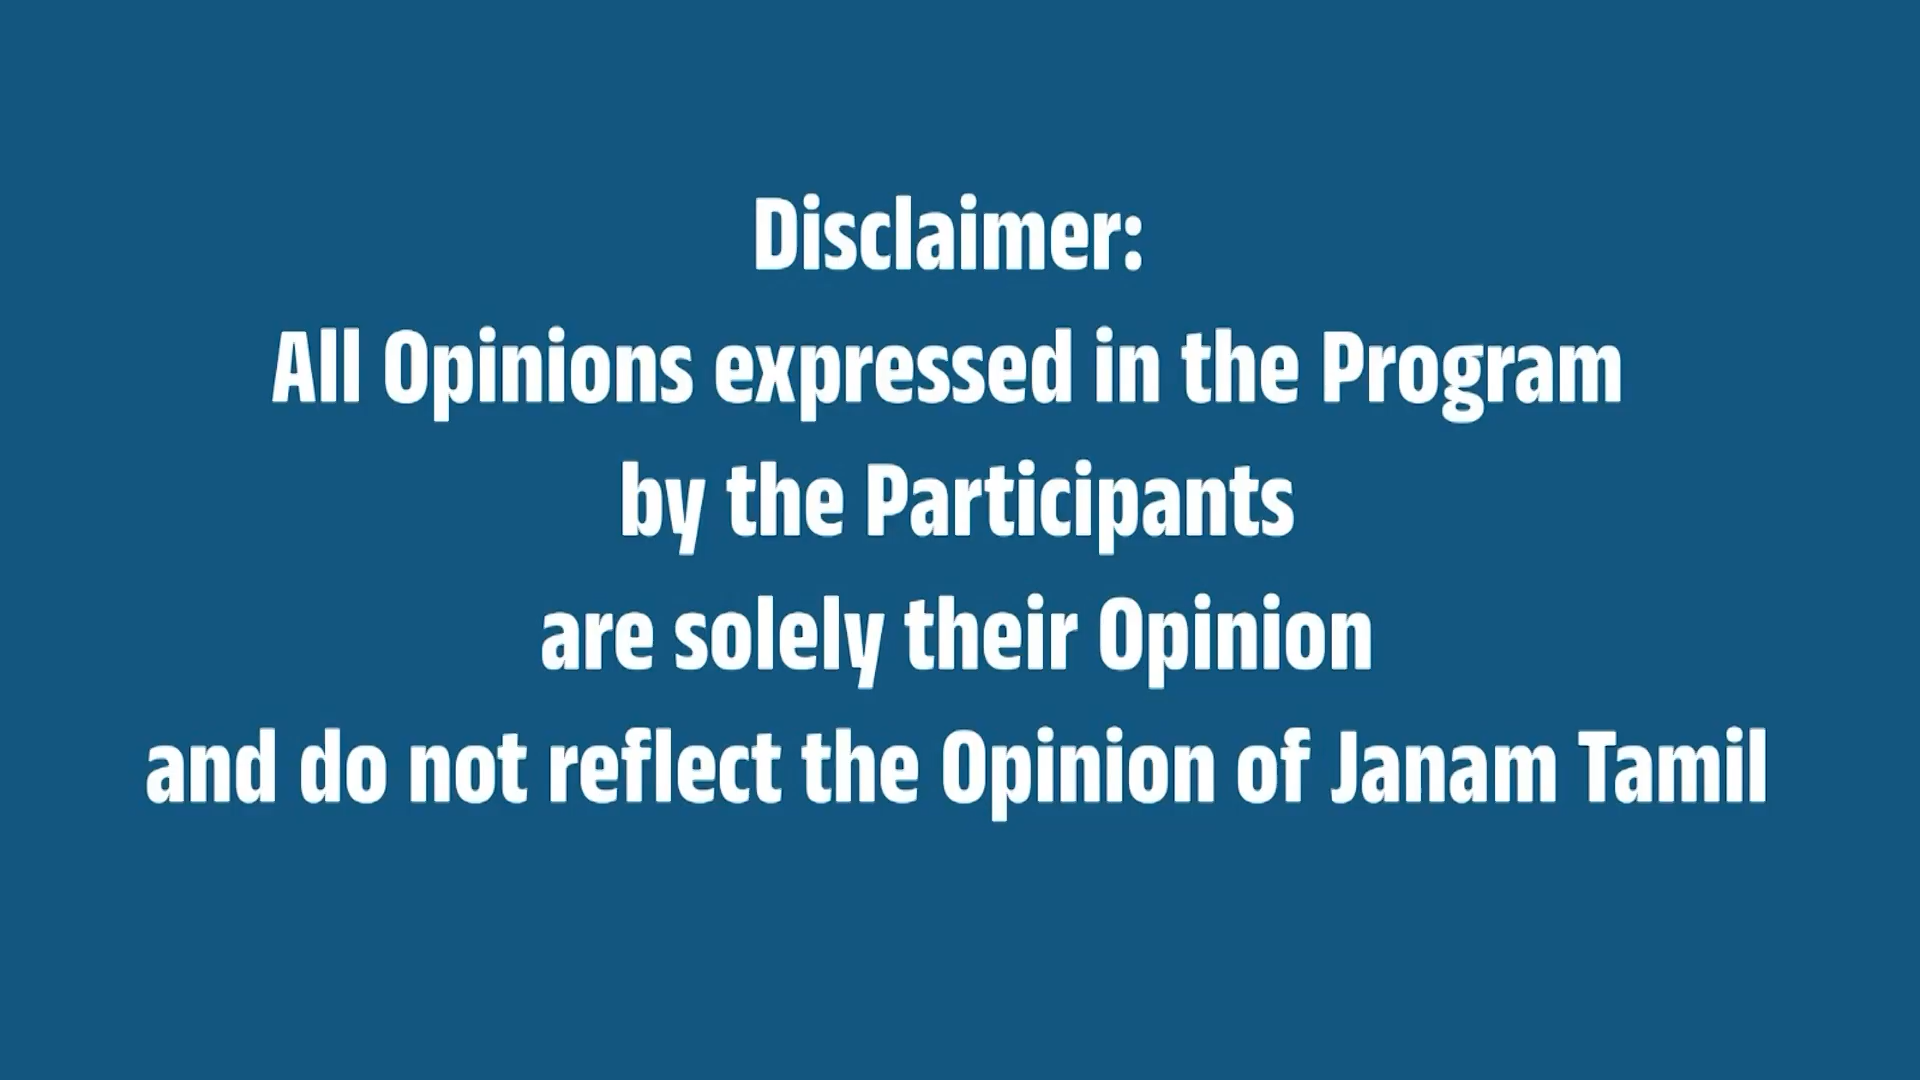 Disclaimer:
All Opinions expressed in the Program
by the Participants
are solely their Opinion
and do not reflect the Opinion of Janam Tamil